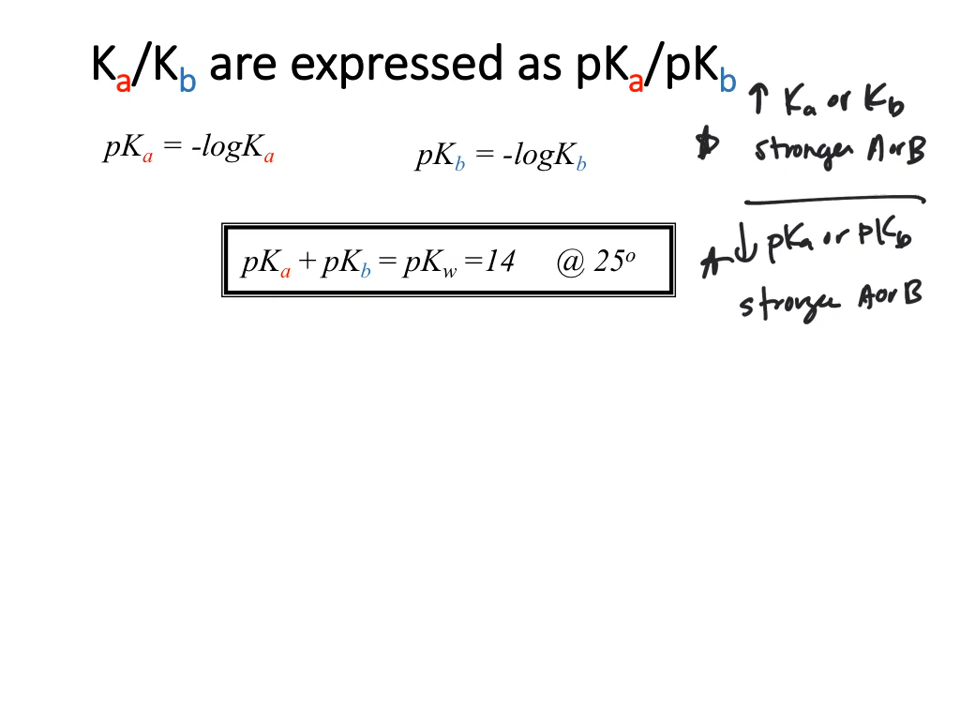 Ka/Kb are expressed as pKa/pKb
pKa = -logKa
pKb = -logKb
pKa + pKb = pKw =14 @ 25o
↑ Ka or Kb
stronger A or B
↓ pKa or pKb
stronger A or B